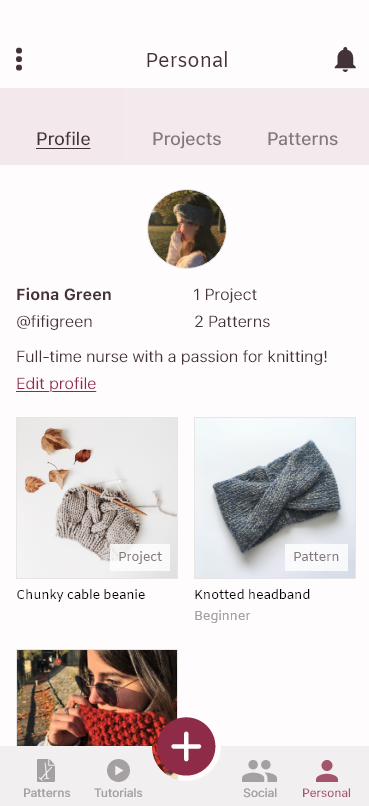 Personal
Profile Projects Patterns
Fiona Green 1 Project
@fifigreen 2 Patterns
Full-time nurse with a passion for knitting!
Edit profile
Project Pattern
Chunky cable beanie Knotted headband
Beginner
Patterns Tutorials Social Personal